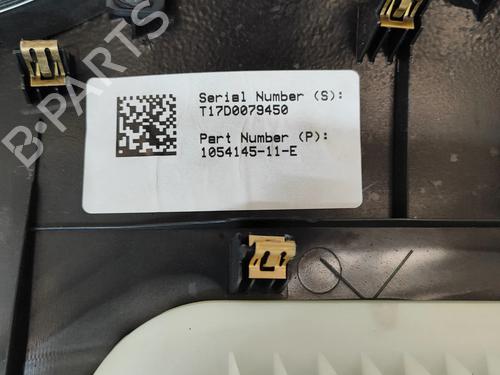 Serial Number (S):
T17D0079450
Part Number (P):
1054145-11-E
B-PARTS